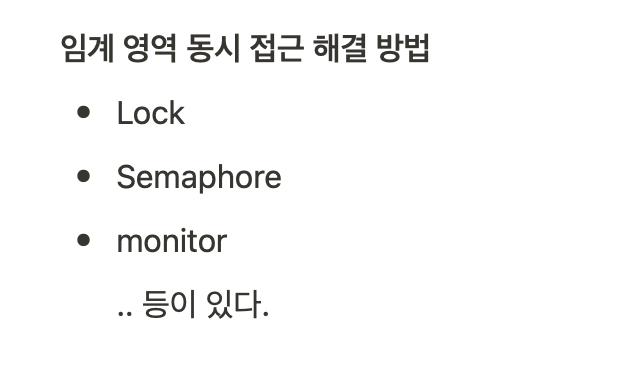 임계 영역 동시 접근 해결 방법
• Lock
• Semaphore
• monitor
.. 등이 있다.